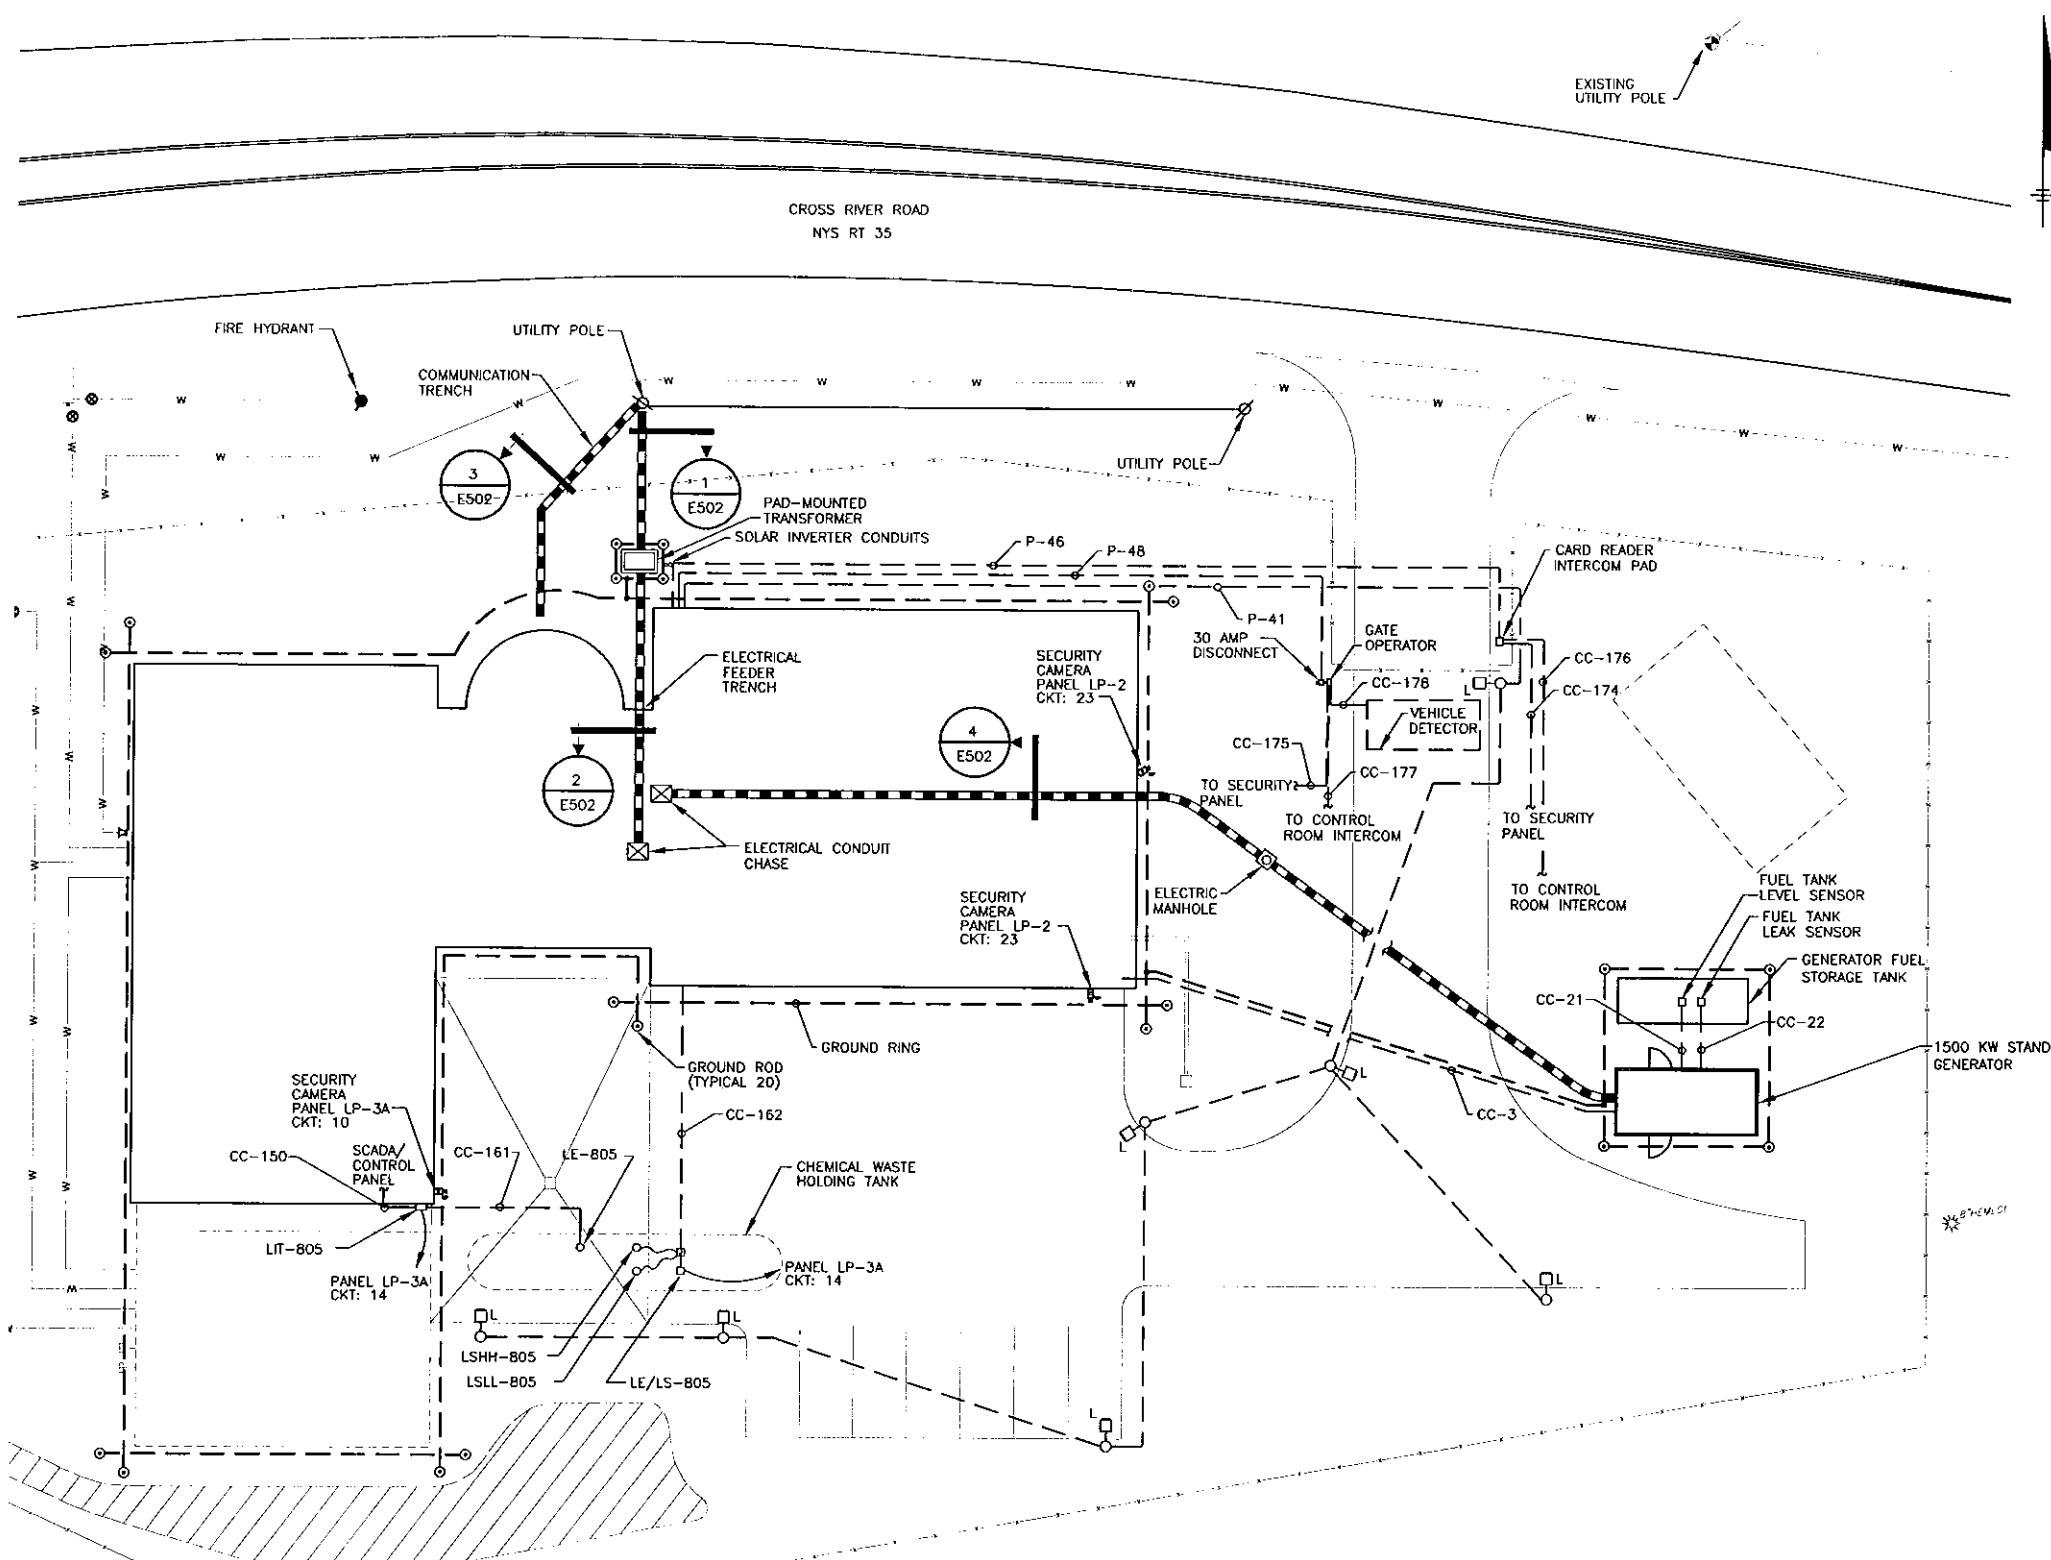 EXISTING
UTILITY POLE
CROSS RIVER ROAD
NYS RT 35
FIRE HYDRANT
UTILITY POLE
COMMUNICATION
TRENCH
W
W
W
W
W
W
W
W
W
W
W
W
UTILITY POLE
3
E502
1
E502
PAD-MOUNTED
TRANSFORMER
SOLAR INVERTER CONDUITS
P-46
P-48
P-41
CARD READER
INTERCOM PAD
30 AMP
DISCONNECT
GATE
OPERATOR
ELECTRICAL
FEEDER
TRENCH
SECURITY
CAMERA
PANEL LP-2
CKT: 23
CC-176
CC-174
CC-178
L
VEHICLE
DETECTOR
4
E502
CC-175
CC-177
2
E502
TO SECURITY
PANEL
TO CONTROL
ROOM INTERCOM
TO SECURITY
PANEL
ELECTRICAL CONDUIT
CHASE
TO CONTROL
ROOM INTERCOM
ELECTRIC
MANHOLE
SECURITY
CAMERA
PANEL LP-2
CKT: 23
FUEL TANK
LEVEL SENSOR
FUEL TANK
LEAK SENSOR
GENERATOR FUEL
STORAGE TANK
CC-21
CC-22
1500 KW STAND
GENERATOR
GROUND RING
GROUND ROD
(TYPICAL 20)
L
CC-3
L
SECURITY
CAMERA
PANEL LP-3A
CKT: 10
CC-162
CC-150
SCADA/
CONTROL
PANEL
CC-161
LE-805
CHEMICAL WASTE
HOLDING TANK
LIT-805
PANEL LP-3A
CKT: 14
PANEL LP-3A
CKT: 14
L
L
L
LSHH-805
LSLL-805
LE/LS-805
L